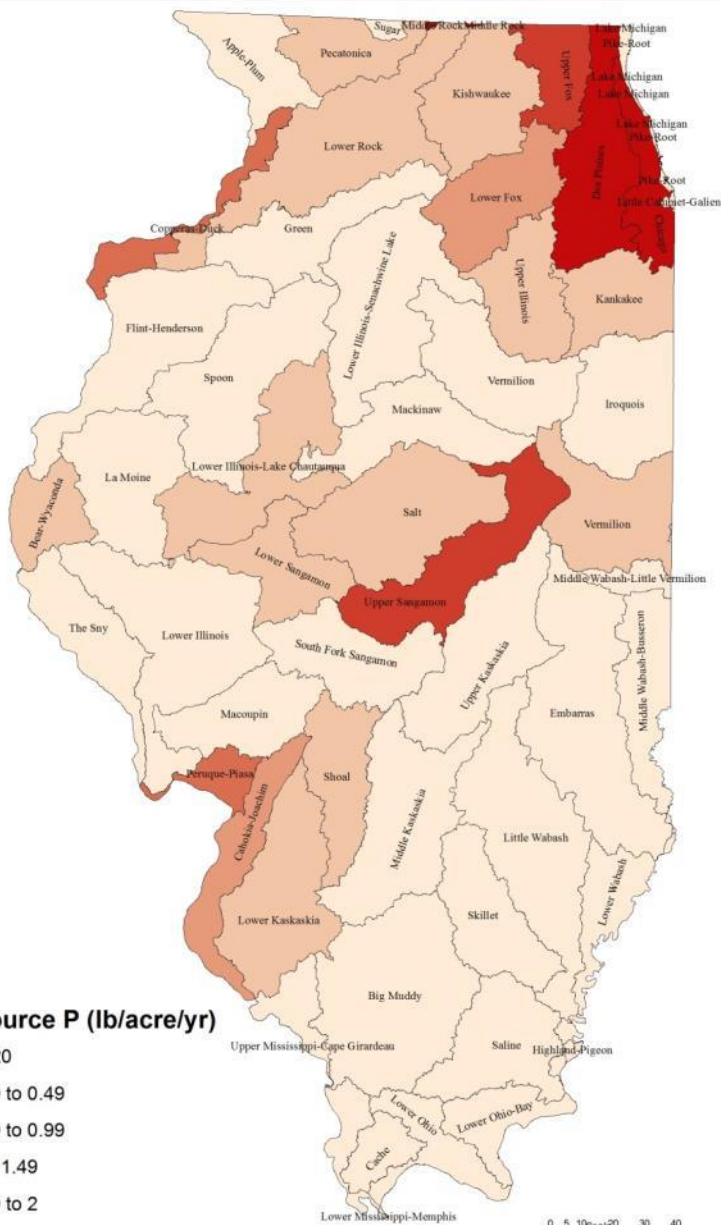 Sugar
Middle Rock
Middle Rock
Lake Michigan
Apple-Plum
Pecatonica
Pike-Root
Upper Fox
Lake Michigan
Kishwaukee
Lake Michigan
Lake Michigan
Pike-Root
Lower Rock
Des Plaines
Pike-Root
Lower Fox
Little Calumet-Galien
Copperas-Duck
Green
Chicago
Lower Illinois-Senachwine Lake
Upper Illinois
Kankakee
Flint-Henderson
Spoon
Vermilion
Iroquois
Mackinaw
Lower Illinois-Lake Chautauqua
La Moine
Bear-Wyaconda
Salt
Vermilion
Lower Sangamon
Middle Wabash-Little Vermilion
Upper Sangamon
The Sny
Lower Illinois
South Fork Sangamon
Upper Kaskaskia
Middle Wabash-Busseron
Macoupin
Embarras
Peruque-Piasa
Shoal
Cahokia-Joachim
Middle Kaskaskia
Little Wabash
Lower Wabash
Lower Kaskaskia
Skillet
Big Muddy
ource P (lb/acre/yr)
Upper Mississippi-Cape Girardeau
Saline
Highland-Pigeon
20
to 0.49
to 0.99
1.49
to 2
Lower Ohio
Lower Ohio-Bay
Cache
Lower Mississippi-Memphis
0 5 10 20 30 40